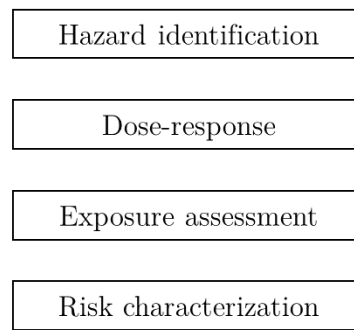 Hazard identification
Dose-response
Exposure assessment
Risk characterization